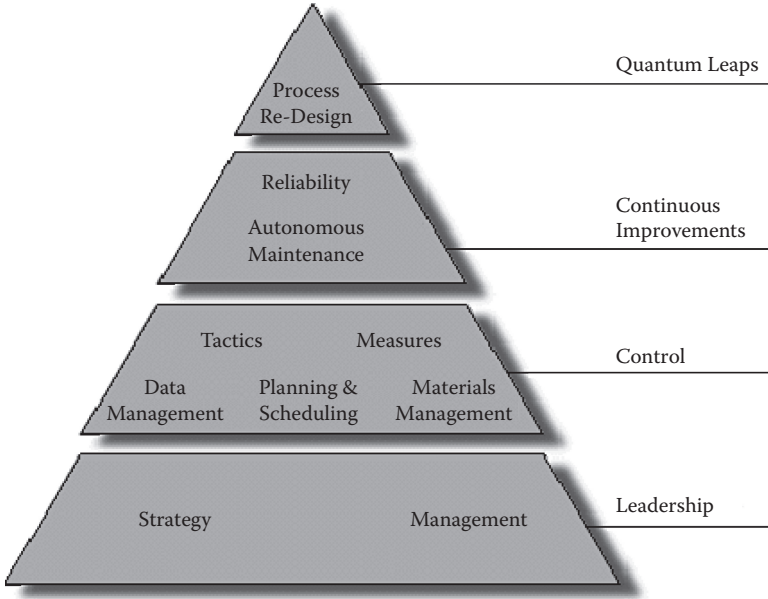 Quantum Leaps
Process
Re-Design
Reliability
Autonomous
Maintenance
Continuous
Improvements
Tactics
Measures
Data
Management
Planning &
Scheduling
Materials
Management
Control
Strategy
Management
Leadership